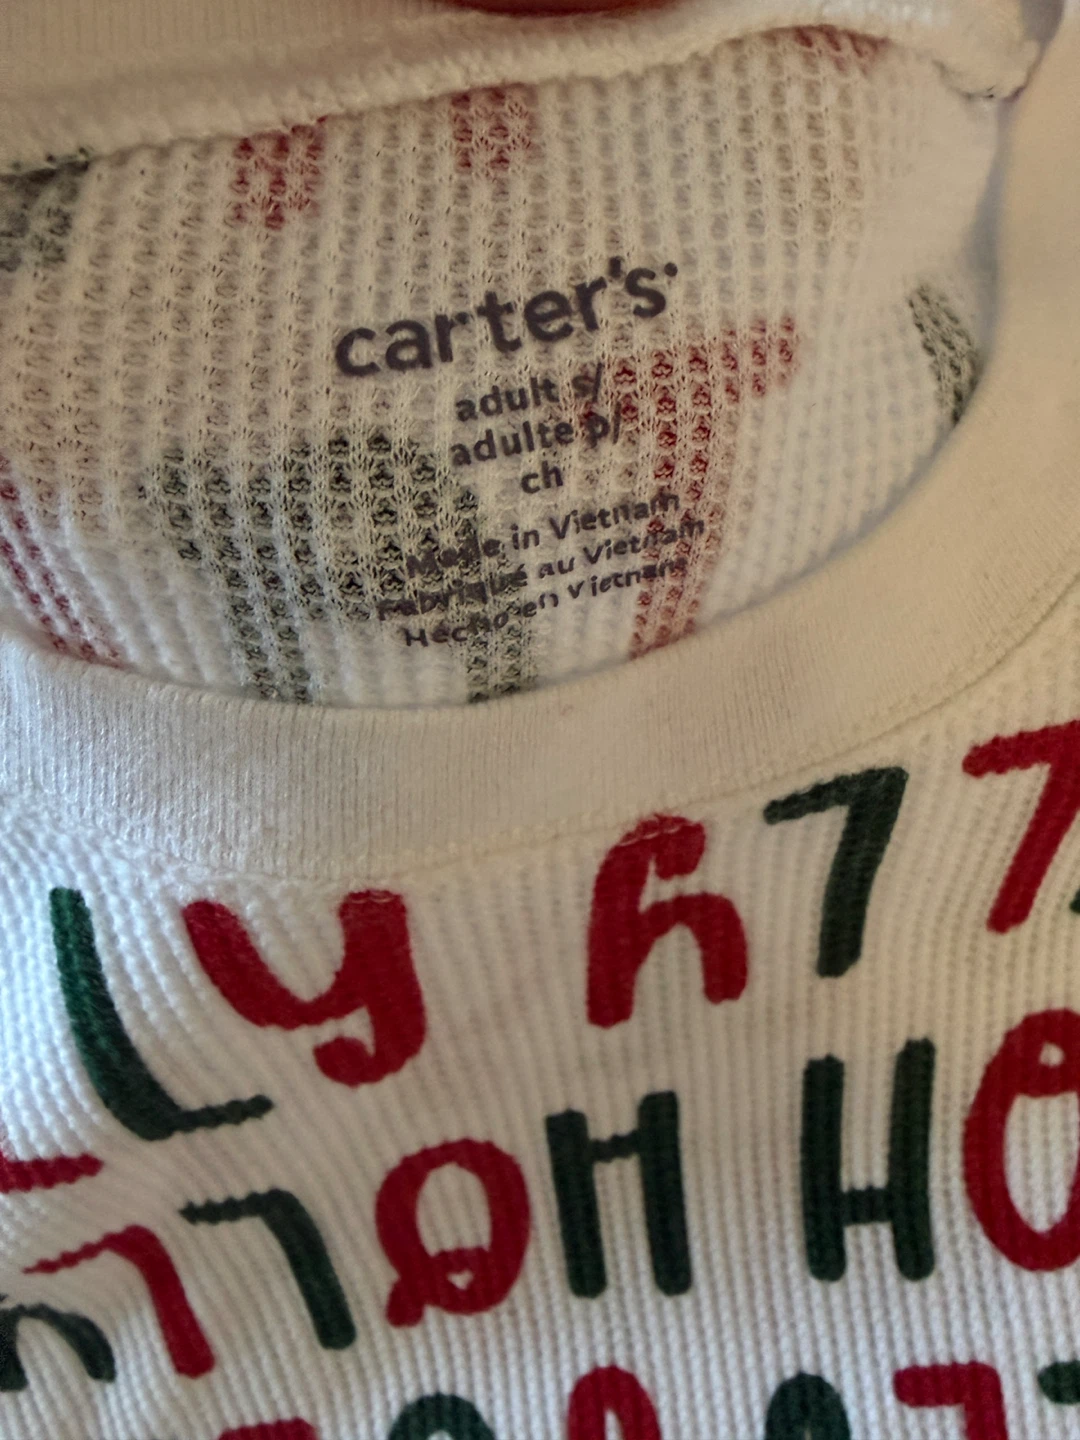 carter's
adult s/
adulte p/
ch
Made in Vietnam
Fabriqué au Vietnam
Hecho en Vietnam